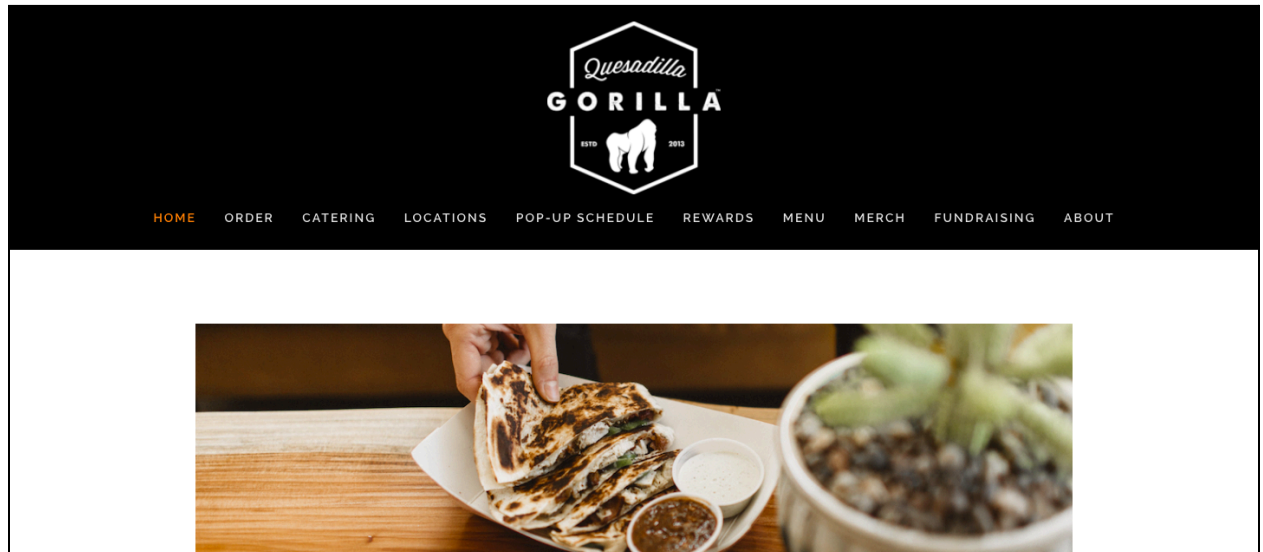 Quesadilla
GORILLA™
ESTD 2013
HOME ORDER CATERING LOCATIONS POP-UP SCHEDULE REWARDS MENU MERCH FUNDRAISING ABOUT